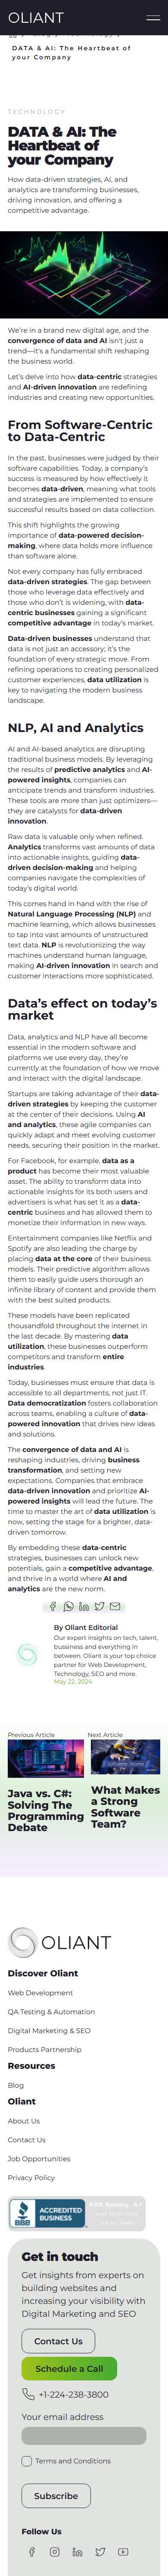 OLIANT
DATA & AI: The Heartbeat of
your Company
TECHNOLOGY
DATA & AI: The
Heartbeat of
your Company
How data-driven strategies, AI, and
analytics are transforming businesses,
driving innovation, and offering a
competitive advantage.
We're in a brand new digital age, and the
convergence of data and AI isn't just a
trend—it's a fundamental shift reshaping
the business world.
Let's delve into how data-centric strategies
and AI-driven innovation are redefining
industries and creating new opportunities.
From Software-Centric
to Data-Centric
In the past, businesses were judged by their
software capabilities. Today, a company's
success is measured by how effectively it
becomes data-driven, meaning what tools
and strategies are implemented to ensure
successful results based on data collection.
This shift highlights the growing
importance of data-powered decision-
making, where data holds more influence
than software alone.
Not every company has fully embraced
data-driven strategies. The gap between
those who leverage data effectively and
those who don't is widening, with data-
centric businesses gaining a significant
competitive advantage in today's market.
Data-driven businesses understand that
data is not just an accessory; it's the
foundation of every strategic move. From
refining operations to creating personalized
customer experiences, data utilization is
key to navigating the modern business
landscape.
NLP, AI and Analytics
AI and AI-based analytics are disrupting
traditional business models. By leveraging
the results of predictive analytics and AI-
powered insights, companies can
anticipate trends and seize opportunities.
These tools are more than just optimizers—
they are catalysts for data-driven
innovation.
Raw data is valuable only when refined.
Analytics transforms vast amounts of data
into actionable insights, guiding data-
driven decision-making and helping
companies navigate the complexities of
today's digital world.
This comes hand in hand with the rise of
Natural Language Processing (NLP) and
machine learning, which allows businesses
to tap into vast amounts of unstructured
text data. NLP is revolutionizing the way
machines understand human language,
making AI-driven innovation in search and
customer interactions more sophisticated.
Data's effect on today's
market
Data, analytics and NLP have all become
essential in the modern software and
platforms we use every day, they're
currently at the foundation of how we move
and operate in the digital landscape.
Startups are taking advantage of their data-
driven strategies by keeping the customer
at the center of their decisions. Using AI
and analytics, these agile companies can
quickly adapt and meet evolving customer
demands, securing their position in the market.
For Facebook, for example, data as a
product has become their most valuable
asset. The ability to transform data into
actionable insights for its both users and
advertisers is what has set it as a data-
centric business and has allowed them to
monetize their information in new ways.
Entertainment companies like Netflix and
Spotify are also leading the charge by
placing data at the core of their business
models. Their predictive algorithm allows
them to easily guide users through an
infinite library of content and provide them
with the best suited products.
These models have been replicated
thousandfold throughout the internet in
the last decade. By mastering data
utilization, these businesses outperform
competitors and transform entire
industries.
Today, businesses must ensure that data is
accessible to all departments, not just IT.
Data democratization fosters collaboration
across teams, enabling a culture of data-
powered innovation that drives new ideas
and solutions.
The convergence of data and AI is
reshaping industries, driving business
transformation, and setting new
expectations. Companies that embrace
data-driven innovation and prioritize AI-
powered insights will lead the future. The
time to master the art of data utilization is
now, setting the stage for a brighter, data-
driven tomorrow.
By embedding these data-centric
strategies, businesses can unlock new
potentials, gain a competitive advantage,
and thrive in a world where AI and
analytics are the new norm.
By Oliant Editorial
Our expert insights on tech, talent,
business and everything in
between. Oliant is your top choice
partner for Web Development,
Technology, SEO and more.
May 22, 2024
Previous Article
Next Article
Java vs. C#:
Solving The
Programming
Debate
What Makes
a Strong
Software
Team?
OLIANT
Discover Oliant
Web Development
QA Testing & Automation
Digital Marketing & SEO
Products Partnership
Resources
Blog
Oliant
About Us
Contact Us
Job Opportunities
Privacy Policy
BBB
ACCREDITED
BUSINESS
BBB Rating: A+
Get in touch
Get insights from experts on
building websites and
increasing your visibility with
Digital Marketing and SEO
Contact Us
Schedule a Call
+1-224-238-3800
Your email address
Terms and Conditions
Subscribe
Follow Us